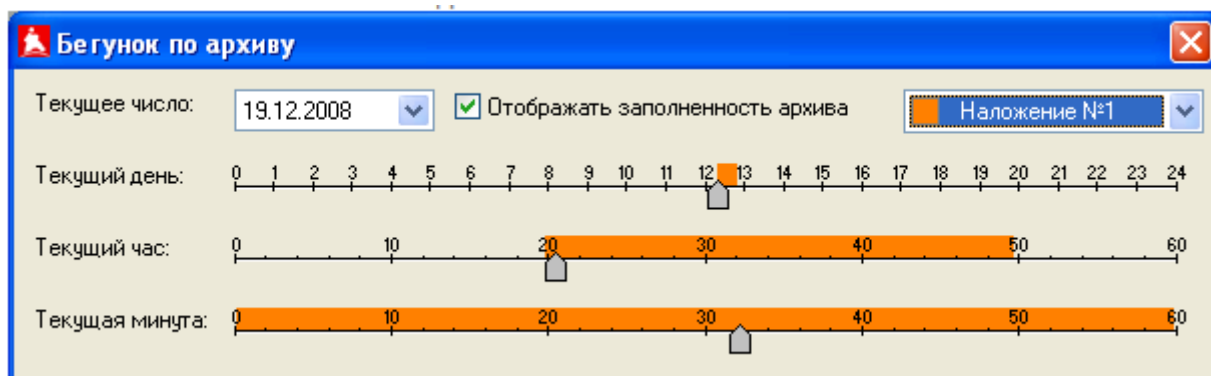 Бегунок по архиву
Текущее число: 19.12.2008 Отображать заполненность архива Наложение №1
Текущий день: 0 1 2 3 4 5 6 7 8 9 10 11 12 13 14 15 16 17 18 19 20 21 22 23 24
Текущий час: 0 10 20 30 40 50 60
Текущая минута: 0 10 20 30 40 50 60